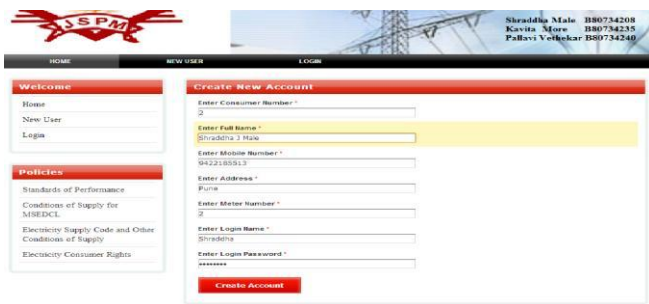 JSPM
Shraddha Male B80734208
Kavita More B80734235
Pallavi Vethekar B80734240
HOME NEW USER LOGIN
Welcome
Home
New User
Login
Policies
Standards of Performance
Conditions of Supply for
MSEDCL
Electricity Supply Code and Other
Conditions of Supply
Electricity Consumer Rights
Create New Account
Enter Consumer Number *
2
Enter Full Name *
Shraddha J Male
Enter Mobile Number *
9422185513
Enter Address *
Pune
Enter Meter Number *
2
Enter Login Name *
Shraddha
Enter Login Password *
••••••••
Create Account